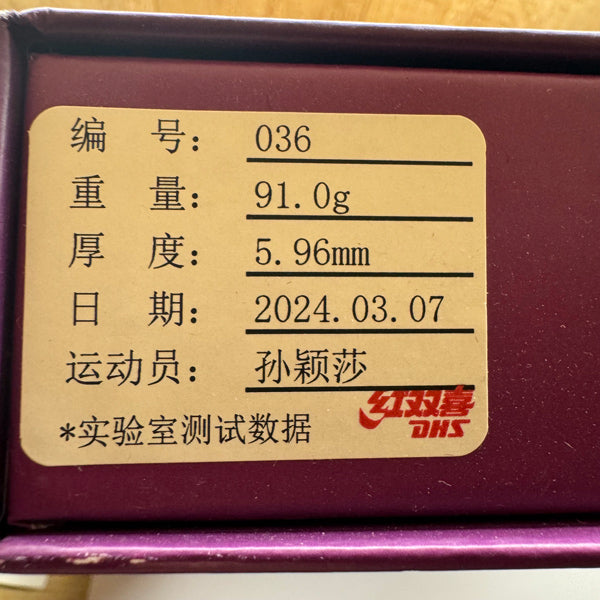 编 号： 036
重 量： 91.0g
厚 度： 5.96mm
日 期： 2024.03.07
运动员： 孙颖莎
*实验室测试数据
红双喜
DHS